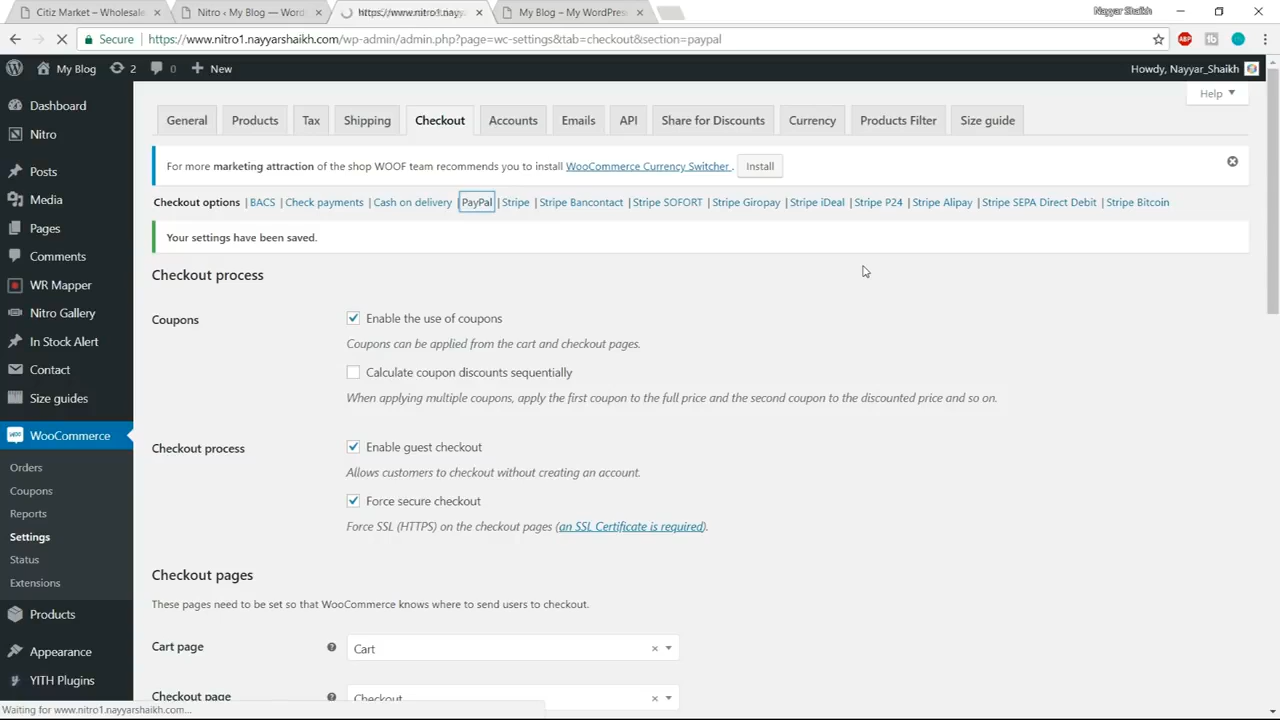 Citiz Market – Wholesale
Nitro ‹ My Blog — Word
https://www.nitro1.nayy
My Blog – My WordPress
Nayyar Shaikh
Secure
https://www.nitro1.nayyarshaikh.com/wp-admin/admin.php?page=wc-settings&tab=checkout&section=paypal
My Blog
2
0
New
Howdy, Nayyar_Shaikh
Help
Dashboard
Nitro
Posts
Media
Pages
Comments
WR Mapper
Nitro Gallery
In Stock Alert
Contact
Size guides
WooCommerce
Orders
Coupons
Reports
Settings
Status
Extensions
Products
Appearance
YITH Plugins
General
Products
Tax
Shipping
Checkout
Accounts
Emails
API
Share for Discounts
Currency
Products Filter
Size guide
For more marketing attraction of the shop WOOF team recommends you to install WooCommerce Currency Switcher .
Install
Checkout options | BACS | Check payments | Cash on delivery | PayPal | Stripe | Stripe Bancontact | Stripe SOFORT | Stripe Giropay | Stripe iDeal | Stripe P24 | Stripe Alipay | Stripe SEPA Direct Debit | Stripe Bitcoin
Your settings have been saved.
Checkout process
Coupons
Enable the use of coupons
Coupons can be applied from the cart and checkout pages.
Calculate coupon discounts sequentially
When applying multiple coupons, apply the first coupon to the full price and the second coupon to the discounted price and so on.
Checkout process
Enable guest checkout
Allows customers to checkout without creating an account.
Force secure checkout
Force SSL (HTTPS) on the checkout pages (an SSL Certificate is required).
Checkout pages
These pages need to be set so that WooCommerce knows where to send users to checkout.
Cart page
Cart
Checkout page
Checkout
Waiting for www.nitro1.nayyarshaikh.com...